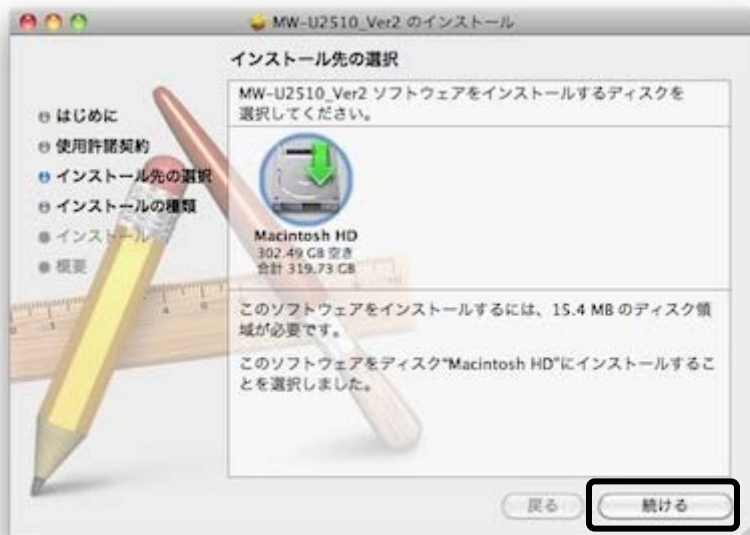 MW-U2510_Ver2 のインストール
インストール先の選択
はじめに
使用許諾契約
インストール先の選択
インストールの種類
インストール
概要
MW-U2510_Ver2 ソフトウェアをインストールするディスクを
選択してください。
Macintosh HD
302.49 GB 空き
合計 319.73 GB
このソフトウェアをインストールするには、15.4 MB のディスク領
域が必要です。
このソフトウェアをディスク"Macintosh HD"にインストールするこ
とを選択しました。
戻る
続ける